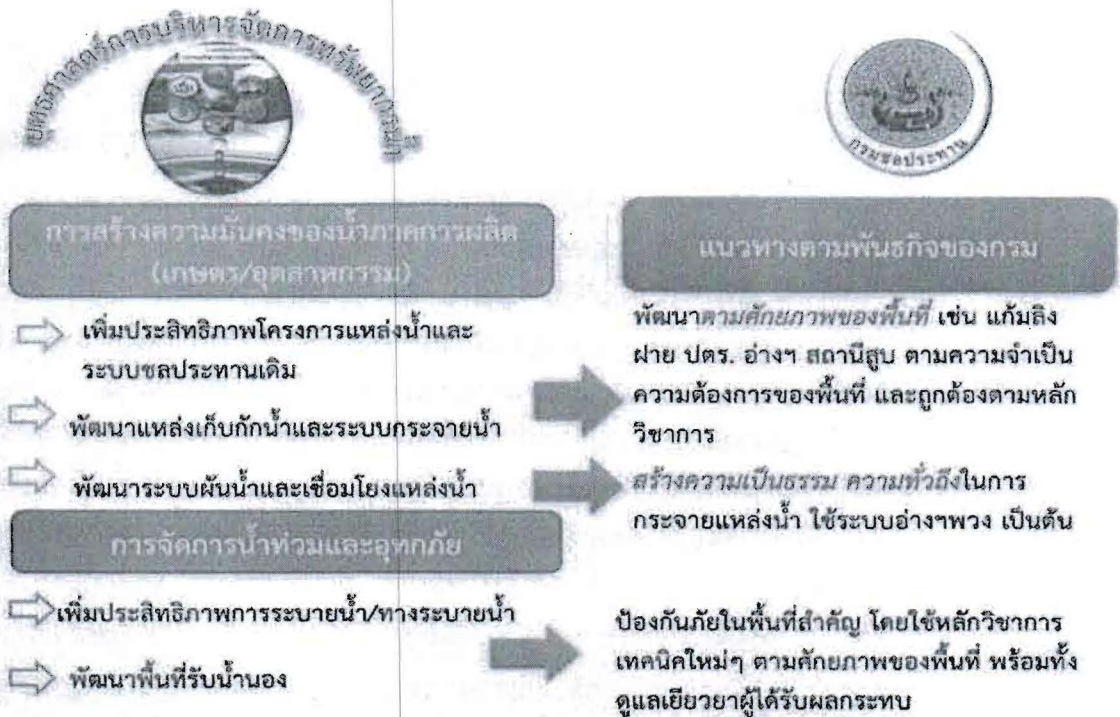 ยุทธศาสตร์การบริหารจัดการทรัพยากรน้ำ
กรมชลประทาน
การสร้างความมั่นคงของน้ำภาคการผลิต
(เกษตร/อุตสาหกรรม)
เพิ่มประสิทธิภาพโครงการแหล่งน้ำและ
ระบบชลประทานเดิม
พัฒนาแหล่งเก็บกักน้ำและระบบกระจายน้ำ
พัฒนาระบบผันน้ำและเชื่อมโยงแหล่งน้ำ
การจัดการน้ำท่วมและอุทกภัย
เพิ่มประสิทธิภาพการระบายน้ำ/ทางระบายน้ำ
พัฒนาพื้นที่รับน้ำนอง
แนวทางตามพันธกิจของกรม
พัฒนาตามศักยภาพของพื้นที่ เช่น แก้มลิง
ฝาย ปตร. อ่างฯ สถานีสูบ ตามความจำเป็น
ความต้องการของพื้นที่ และถูกต้องตามหลัก
วิชาการ
สร้างความเป็นธรรม ความทั่วถึงในการ
กระจายแหล่งน้ำ ใช้ระบบอ่างฯพวง เป็นต้น
ป้องกันภัยในพื้นที่สำคัญ โดยใช้หลักวิชาการ
เทคนิคใหม่ๆ ตามศักยภาพของพื้นที่ พร้อมทั้ง
ดูแลเยียวยาผู้ได้รับผลกระทบ